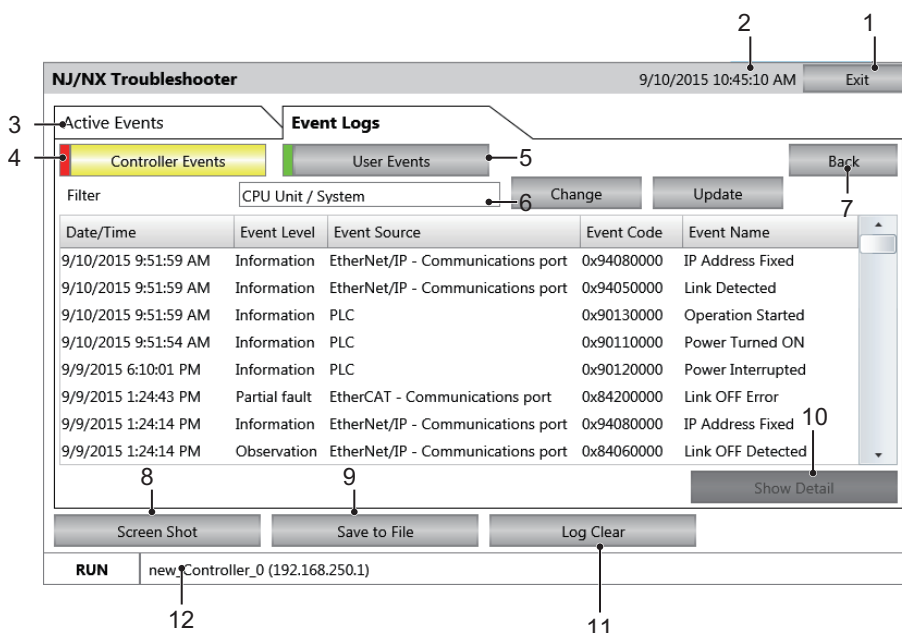 2 1
NJ/NX Troubleshooter 9/10/2015 10:45:10 AM Exit
3 Active Events Event Logs
4 Controller Events User Events 5 Back
Filter CPU Unit / System 6 Change Update 7
Date/Time Event Level Event Source Event Code Event Name
9/10/2015 9:51:59 AM Information EtherNet/IP - Communications port 0x94080000 IP Address Fixed
9/10/2015 9:51:59 AM Information EtherNet/IP - Communications port 0x94050000 Link Detected
9/10/2015 9:51:59 AM Information PLC 0x90130000 Operation Started
9/10/2015 9:51:54 AM Information PLC 0x90110000 Power Turned ON
9/9/2015 6:10:01 PM Information PLC 0x90120000 Power Interrupted
9/9/2015 1:24:43 PM Partial fault EtherCAT - Communications port 0x84200000 Link OFF Error
9/9/2015 1:24:14 PM Information EtherNet/IP - Communications port 0x94080000 IP Address Fixed
9/9/2015 1:24:14 PM Observation EtherNet/IP - Communications port 0x84060000 Link OFF Detected
10
8 9 Show Detail
Screen Shot Save to File Log Clear
RUN new_Controller_0 (192.168.250.1)
12 11